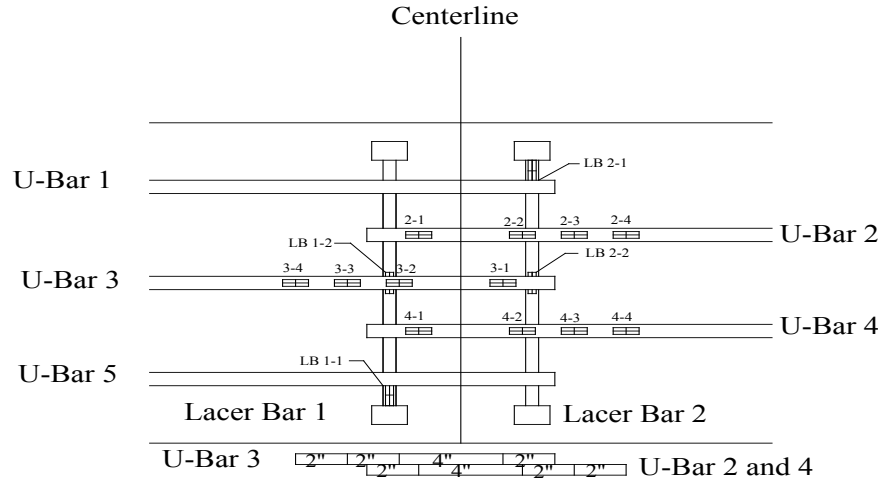 Centerline
LB 2-1
U-Bar 1
2-1 2-2 2-3 2-4
U-Bar 2
LB 1-2 LB 2-2
3-4 3-3 3-2 3-1
U-Bar 3
4-1 4-2 4-3 4-4
U-Bar 4
LB 1-1
U-Bar 5
Lacer Bar 1 Lacer Bar 2
U-Bar 3 2" 2" 4" 2"
2" 4" 2" 2" U-Bar 2 and 4